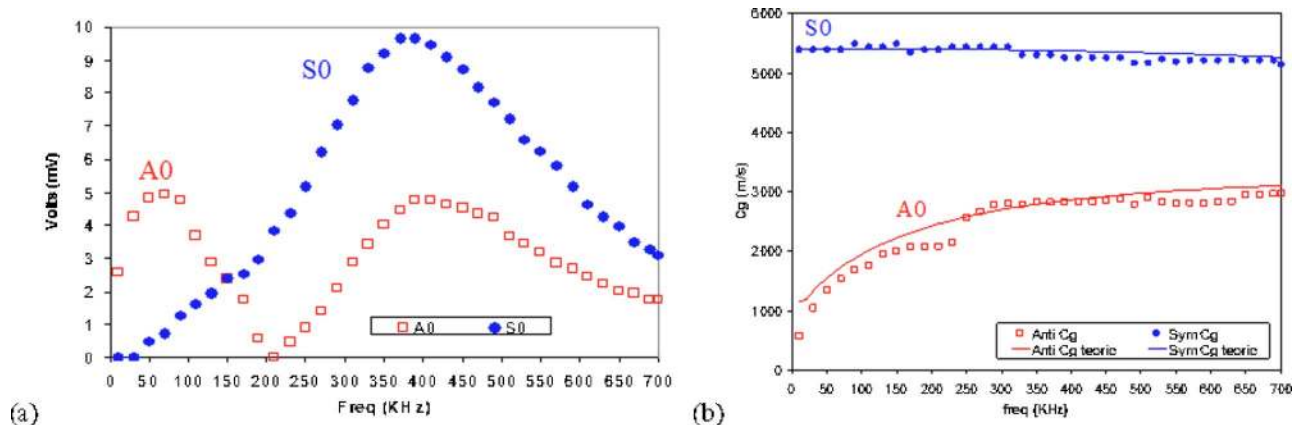 10
9
8
7
6
5
4
3
2
1
0
Volts (mV)
S0
A0
A0 S0
0 50 100 150 200 250 300 350 400 450 500 550 600 650 700
Freq (KHz)
(a)
6000
5000
4000
3000
2000
1000
0
Cg (m/s)
S0
A0
Anti Cg Sym Cg
Anti Cg teoric Sym Cg teoric
0 50 100 150 200 250 300 350 400 450 500 550 600 650 700
freq (KHz)
(b)